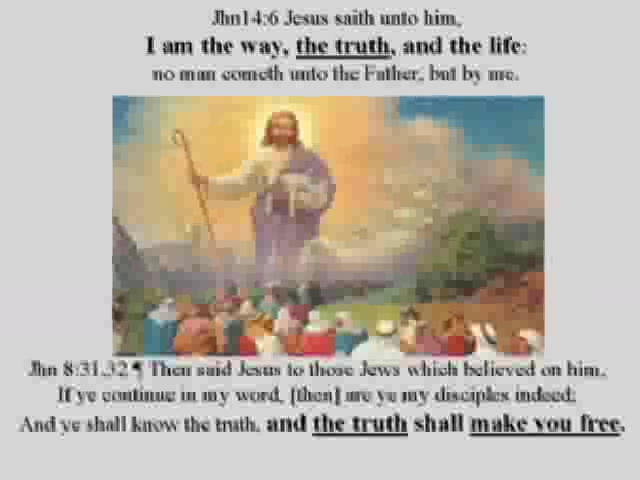 Jhn14:6 Jesus saith unto him,
I am the way, the truth, and the life:
no man cometh unto the Father, but by me.
Jhn 8:31,32 ¶ Then said Jesus to those Jews which believed on him,
If ye continue in my word, [then] are ye my disciples indeed;
And ye shall know the truth, and the truth shall make you free.